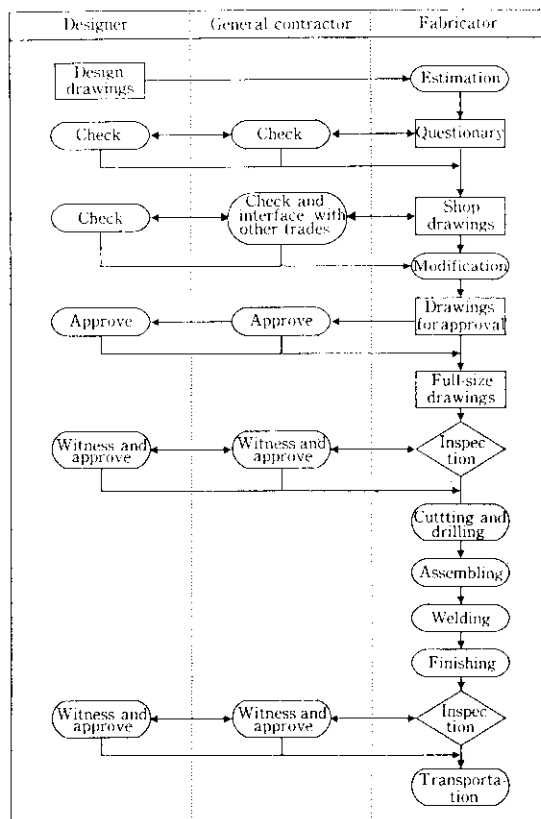 Designer General contractor Fabricator
Design
drawings
Estimation
Check Check Questionary
Check
Check and
interface with
other trades
Shop
drawings
Modification
Approve Approve
Drawings
for approval
Full-size
drawings
Witness and
approve
Witness and
approve
Inspec
tion
Cuttting and
drilling
Assembling
Welding
Finishing
Witness and
approve
Witness and
approve
Inspec
tion
Transporta-
tion